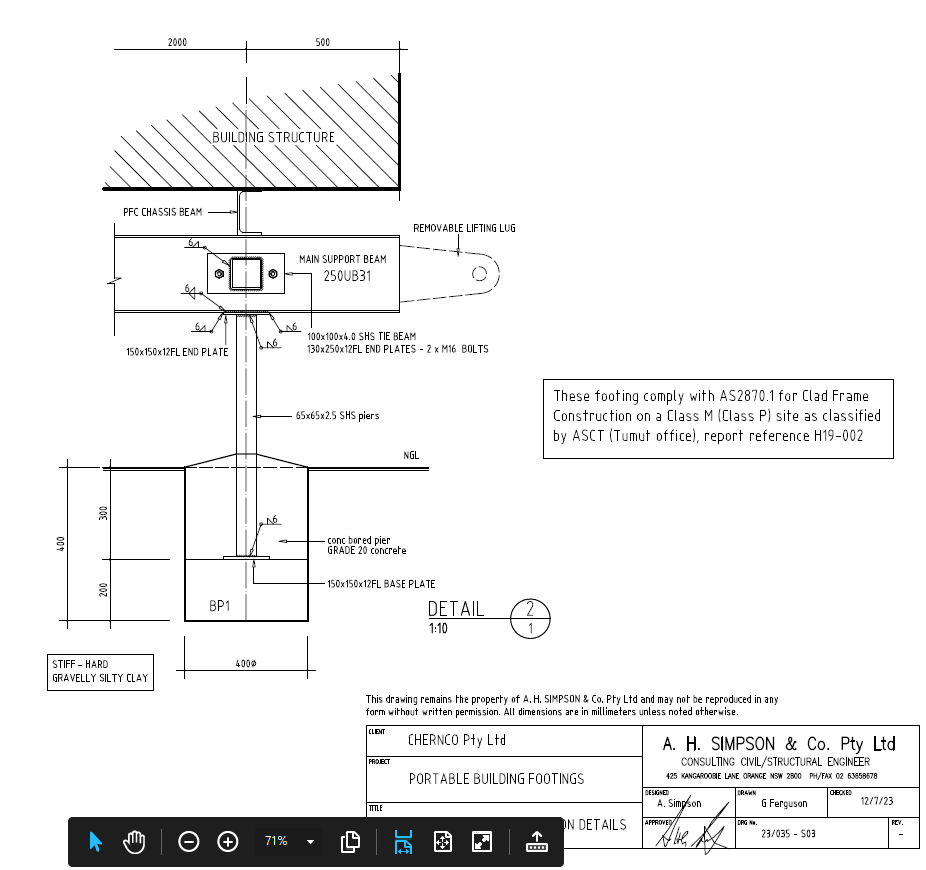 2000
500
BUILDING STRUCTURE
PFC CHASSIS BEAM
REMOVABLE LIFTING LUG
6
MAIN SUPPORT BEAM
250UB31
6
6
6
6
150x150x12FL END PLATE
100x100x4.0 SHS TIE BEAM
130x250x12FL END PLATES - 2 x M16 BOLTS
65x65x2.5 SHS piers
These footing comply with AS2870.1 for Clad Frame
Construction on a Class M (Class P) site as classified
by ASCT (Tumut office), report reference H19-002
NGL
300
400
6
conc bored pier
GRADE 20 concrete
200
150x150x12FL BASE PLATE
BP1
DETAIL
1:10
2
1
400ø
STIFF - HARD
GRAVELLY SILTY CLAY
This drawing remains the property of A. H. SIMPSON & Co. Pty Ltd and may not be reproduced in any
form without written permission. All dimensions are in millimeters unless noted otherwise.
CLIENT
CHERNCO Pty Ltd
PROJECT
PORTABLE BUILDING FOOTINGS
TITLE
ON DETAILS
A. H. SIMPSON & Co. Pty Ltd
CONSULTING CIVIL/STRUCTURAL ENGINEER
425 KANGAROOBIE LANE ORANGE NSW 2800 PH/FAX 02 63658678
DESIGNED
A. Simpson
DRAWN
G Ferguson
CHECKED
12/7/23
APPROVED
DRG No.
23/035 - S03
REV.
-
71%